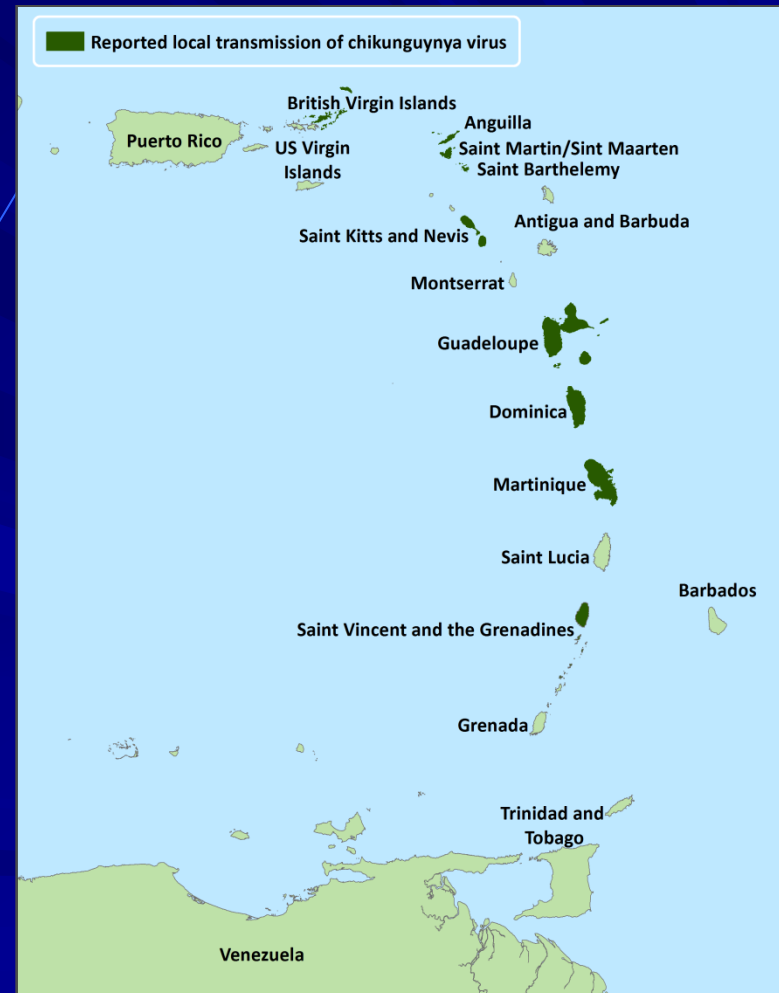 Reported local transmission of chikunguynya virus
British Virgin Islands
Anguilla
Puerto Rico
US Virgin
Islands
Saint Martin/Sint Maarten
Saint Barthelemy
Antigua and Barbuda
Saint Kitts and Nevis
Montserrat
Guadeloupe
Dominica
Martinique
Saint Lucia
Barbados
Saint Vincent and the Grenadines
Grenada
Trinidad and
Tobago
Venezuela